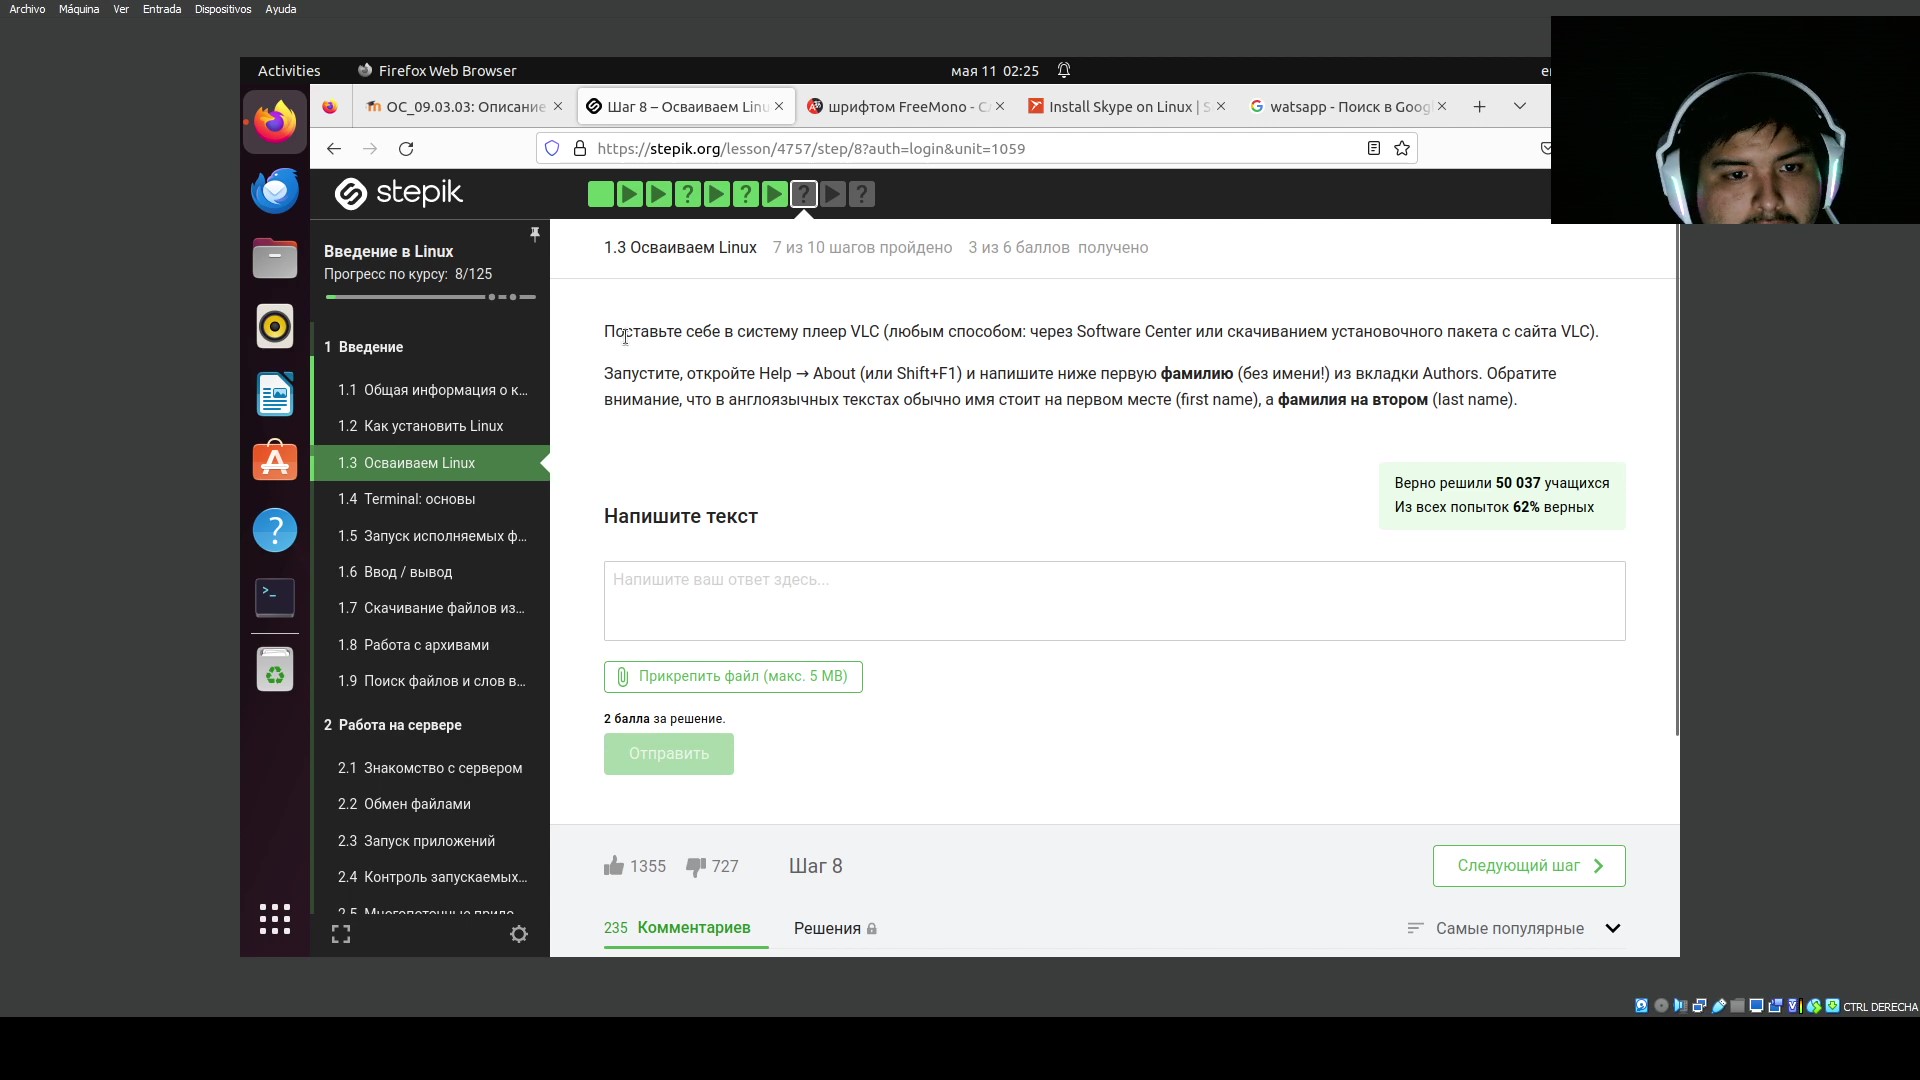 Archivo Máquina Ver Entrada Dispositivos Ayuda
Activities Firefox Web Browser мая 11 02:25
ОС_09.03.03: Описание Шаг 8 – Осваиваем Linu шрифтом FreeMono - Install Skype on Linux | S watsapp - Поиск в Goog
https://stepik.org/lesson/4757/step/8?auth=login&unit=1059
stepik
Введение в Linux
Прогресс по курсу: 8/125
1 Введение
1.1 Общая информация о к...
1.2 Как установить Linux
1.3 Осваиваем Linux
1.4 Terminal: основы
1.5 Запуск исполняемых ф...
1.6 Ввод / вывод
1.7 Скачивание файлов из...
1.8 Работа с архивами
1.9 Поиск файлов и слов в...
2 Работа на сервере
2.1 Знакомство с сервером
2.2 Обмен файлами
2.3 Запуск приложений
2.4 Контроль запускаемых...
1.3 Осваиваем Linux 7 из 10 шагов пройдено 3 из 6 баллов получено
Поставьте себе в систему плеер VLC (любым способом: через Software Center или скачиванием установочного пакета с сайта VLC).
Запустите, откройте Help → About (или Shift+F1) и напишите ниже первую фамилию (без имени!) из вкладки Authors. Обратите
внимание, что в англоязычных текстах обычно имя стоит на первом месте (first name), а фамилия на втором (last name).
Верно решили 50 037 учащихся
Из всех попыток 62% верных
Напишите текст
Напишите ваш ответ здесь...
Прикрепить файл (макс. 5 MB)
2 балла за решение.
Отправить
1355 727 Шаг 8 Следующий шаг
235 Комментариев Решения Самые популярные
CTRL DERECHA